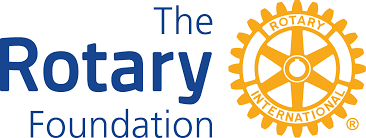 The
Rotary
Foundation
ROTARY
INTERNATIONAL
®